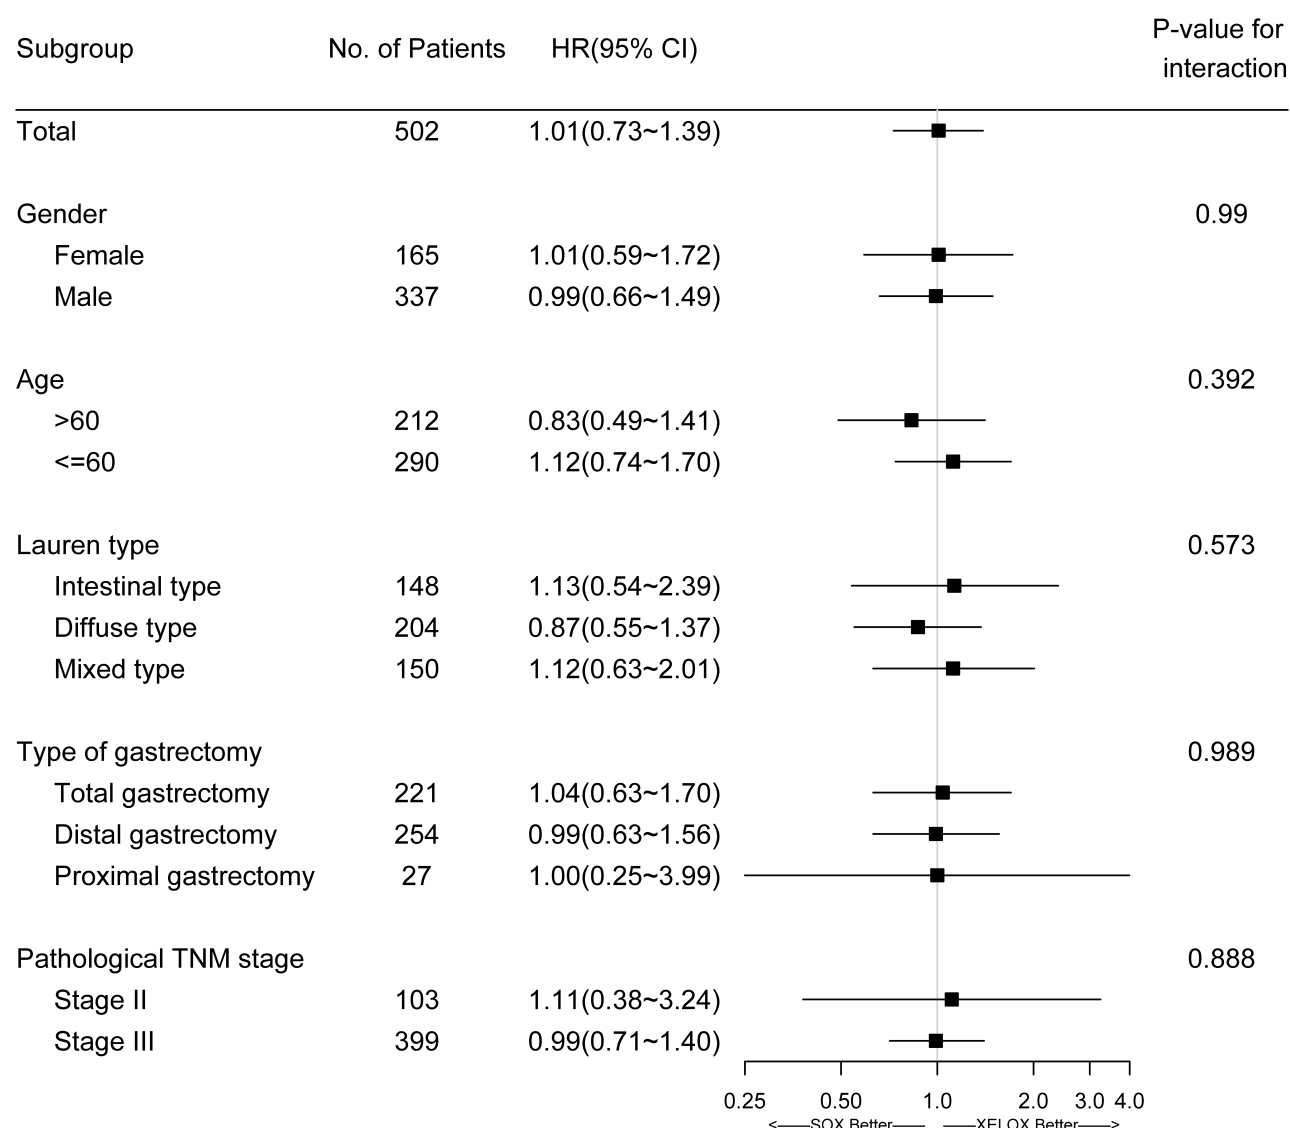 Subgroup No. of Patients HR(95% CI) P-value for
interaction
Total 502 1.01(0.73~1.39)
Gender 0.99
Female 165 1.01(0.59~1.72)
Male 337 0.99(0.66~1.49)
Age 0.392
>60 212 0.83(0.49~1.41)
<=60 290 1.12(0.74~1.70)
Lauren type 0.573
Intestinal type 148 1.13(0.54~2.39)
Diffuse type 204 0.87(0.55~1.37)
Mixed type 150 1.12(0.63~2.01)
Type of gastrectomy 0.989
Total gastrectomy 221 1.04(0.63~1.70)
Distal gastrectomy 254 0.99(0.63~1.56)
Proximal gastrectomy 27 1.00(0.25~3.99)
Pathological TNM stage 0.888
Stage II 103 1.11(0.38~3.24)
Stage III 399 0.99(0.71~1.40)
0.25 0.50 1.0 2.0 3.0 4.0
<——SOX Better—— ——XELOX Better——>